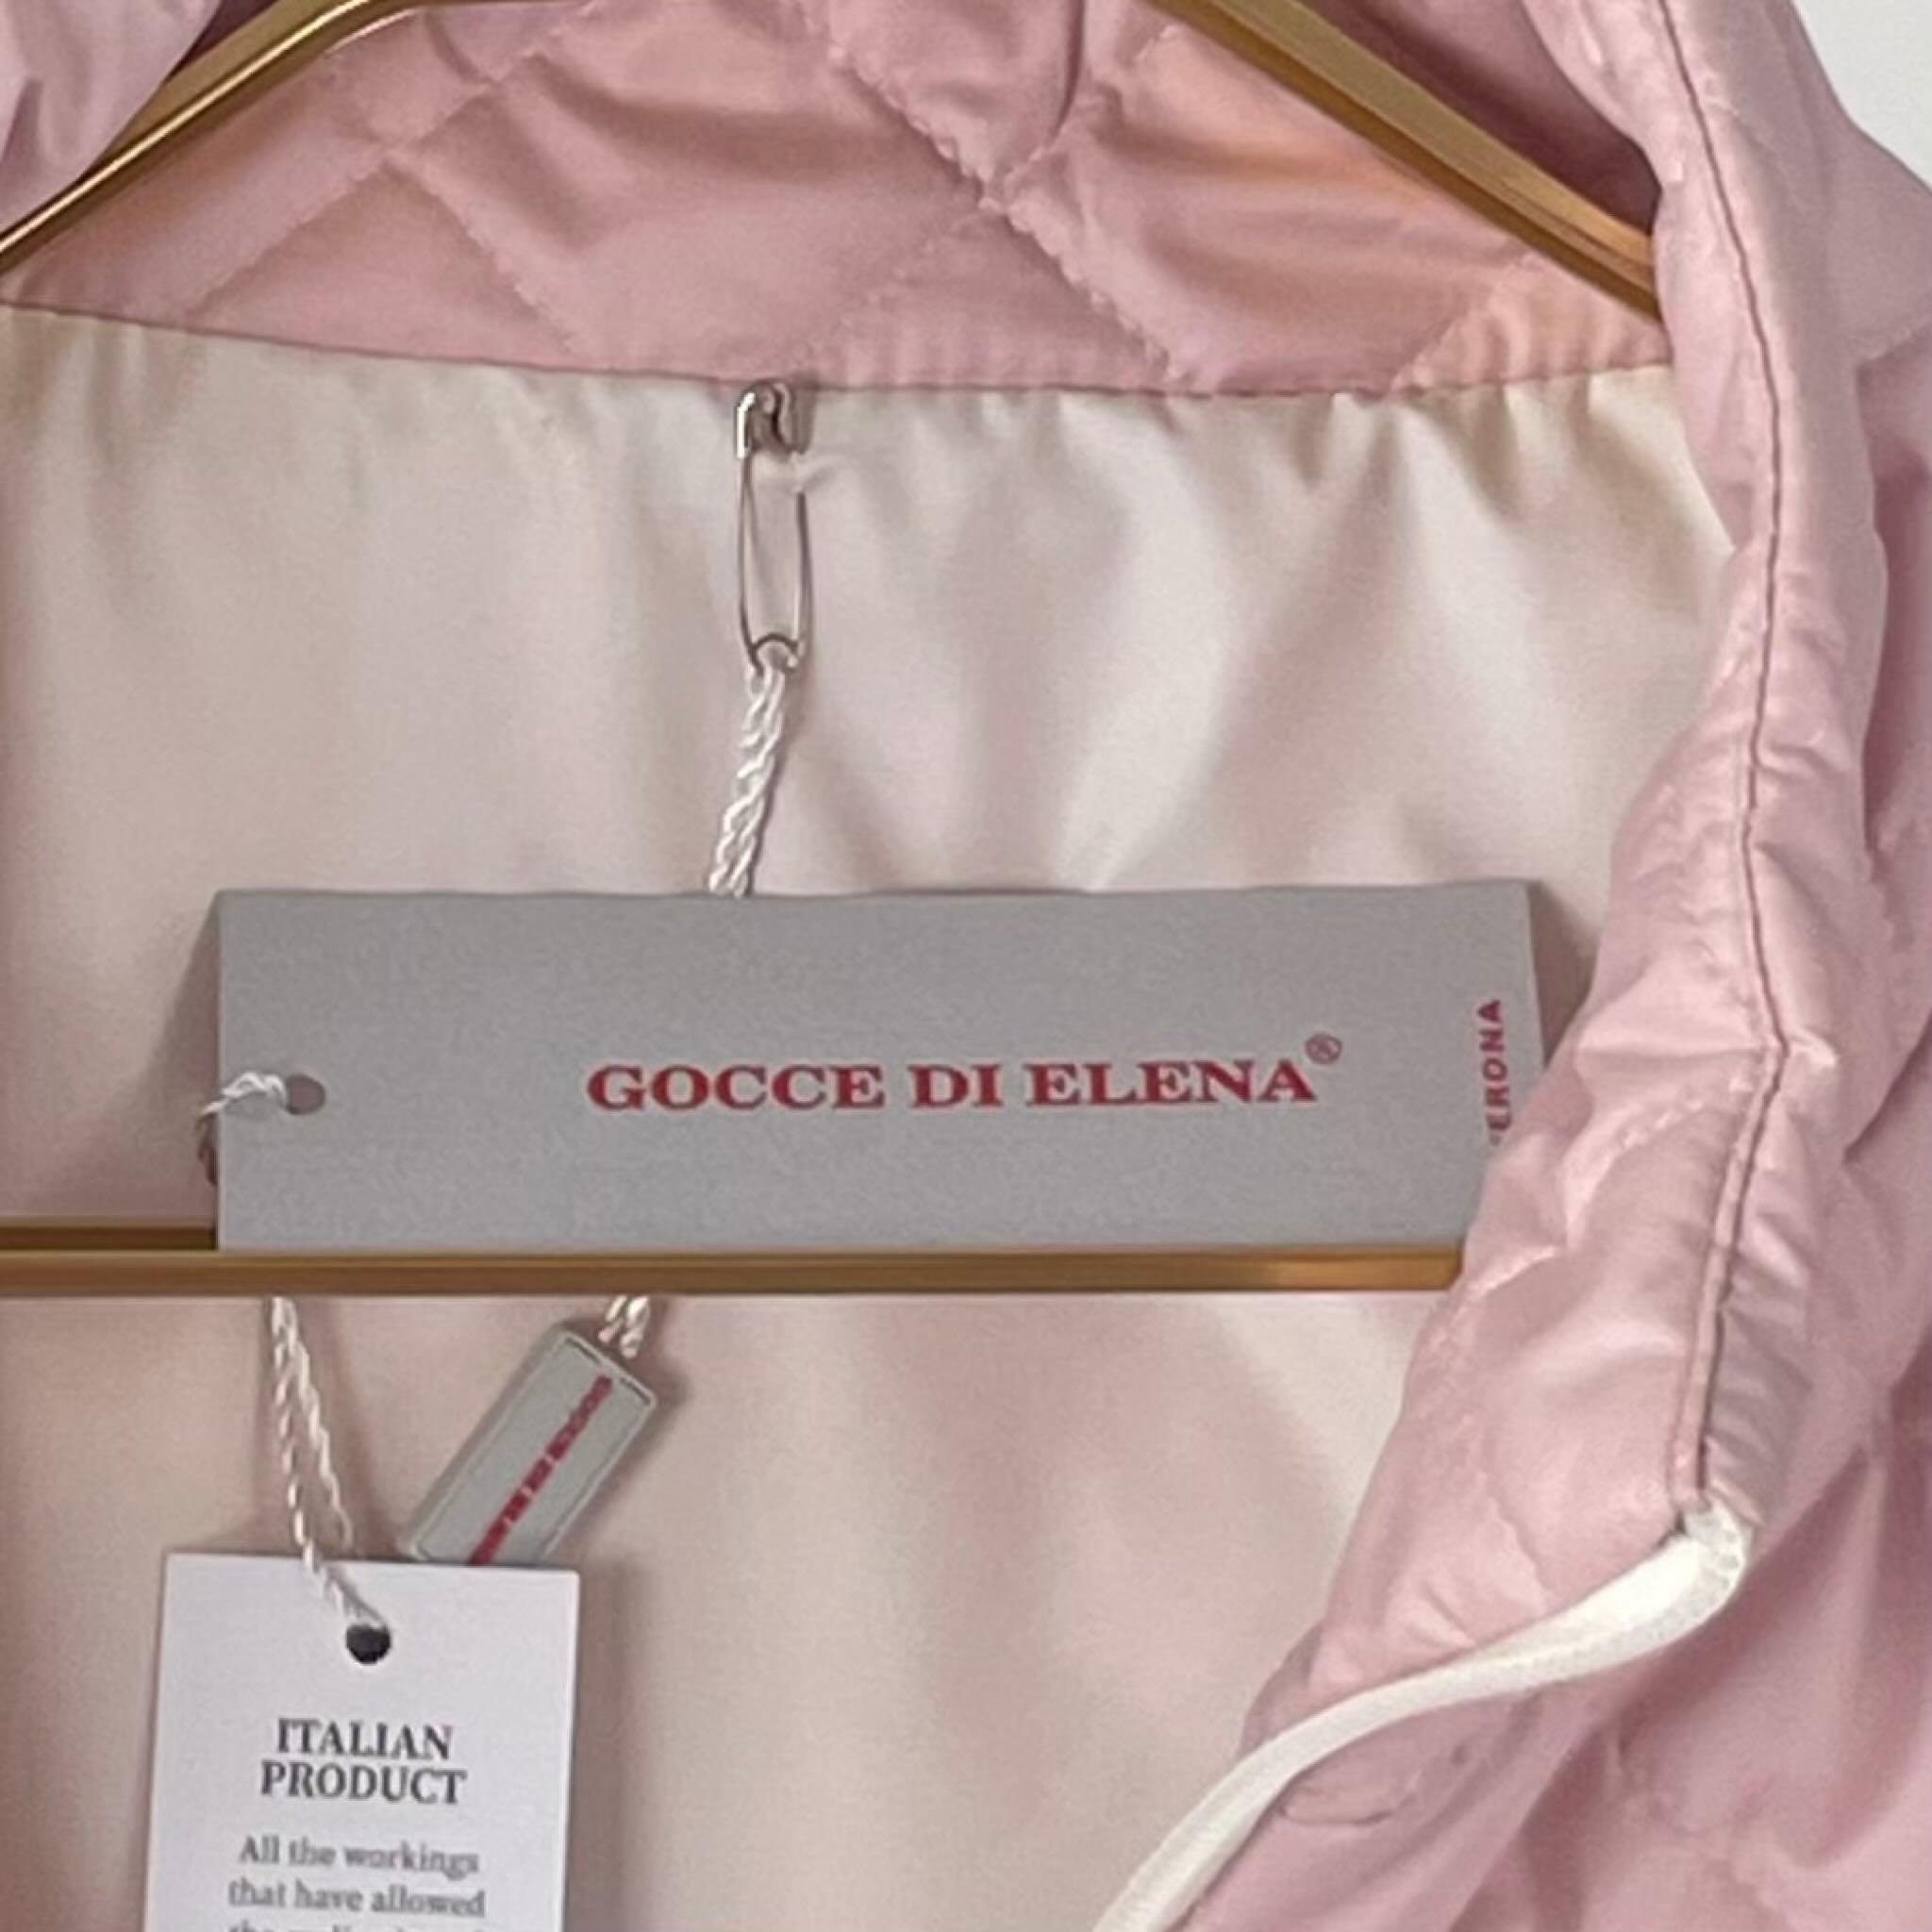 GOCCE DI ELENA®
ITALIAN
PRODUCT
All the workings
that have allowed